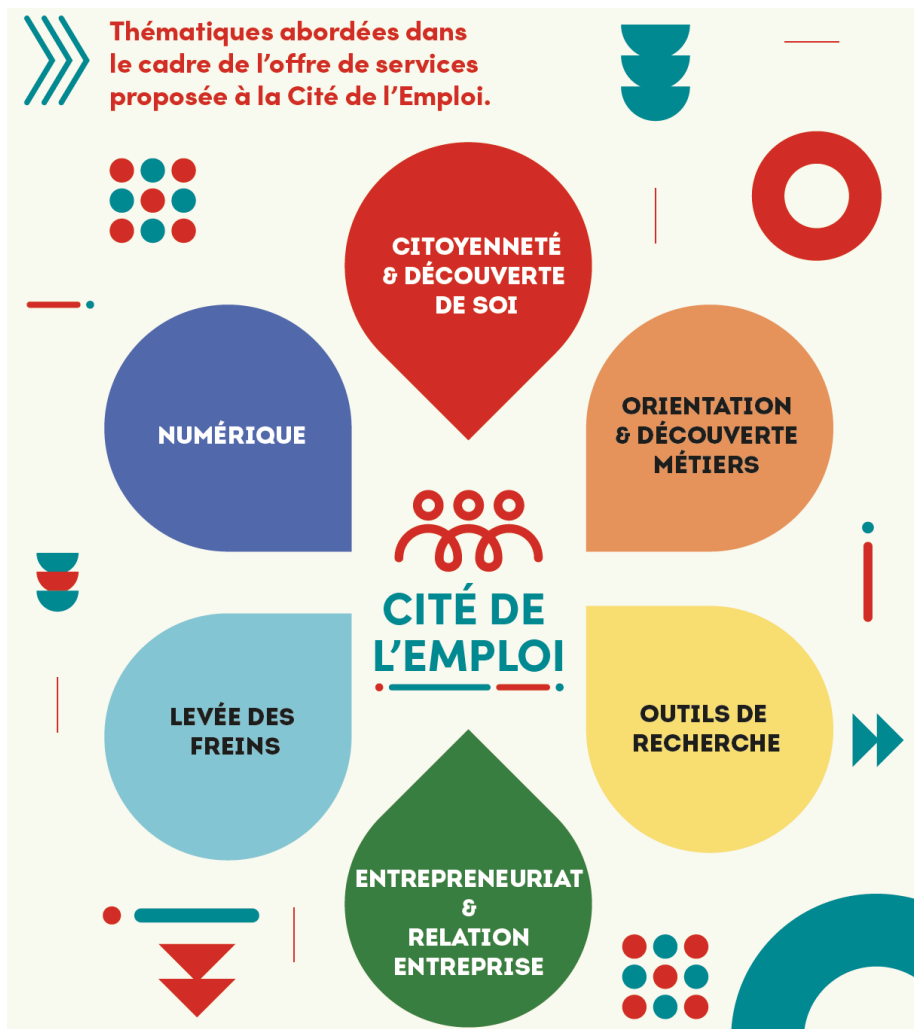 Thématiques abordées dans
le cadre de l’offre de services
proposée à la Cité de l’Emploi.
CITOYENNETÉ
& DÉCOUVERTE
DE SOI
NUMÉRIQUE
ORIENTATION
& DÉCOUVERTE
MÉTIERS
CITÉ DE
L’EMPLOI
LEVÉE DES
FREINS
OUTILS DE
RECHERCHE
ENTREPRENEURIAT
&
RELATION
ENTREPRISE